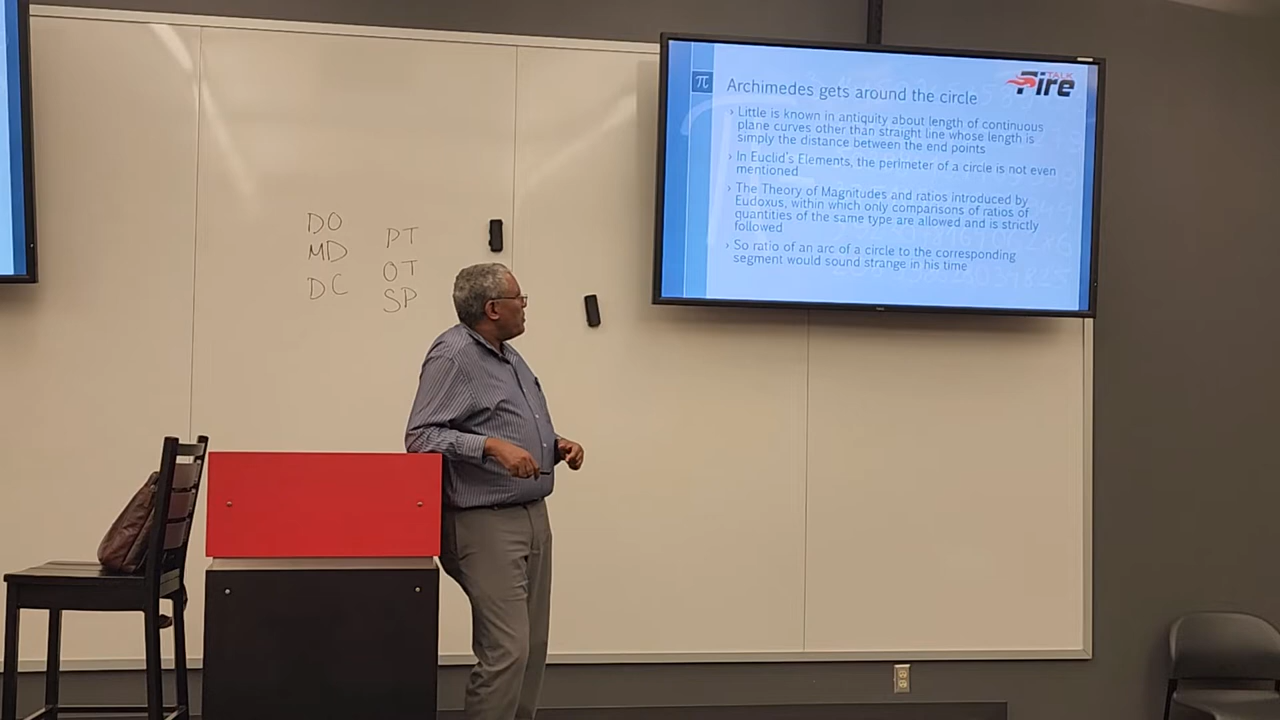 DO
MD
DC
PT
OT
SP
π
TALK
Fire
Archimedes gets around the circle
› Little is known in antiquity about length of continuous
plane curves other than straight line whose length is
simply the distance between the end points
› In Euclid's Elements, the perimeter of a circle is not even
mentioned
› The Theory of Magnitudes and ratios introduced by
Eudoxus, within which only comparisons of ratios of
quantities of the same type are allowed and is strictly
followed
› So ratio of an arc of a circle to the corresponding
segment would sound strange in his time